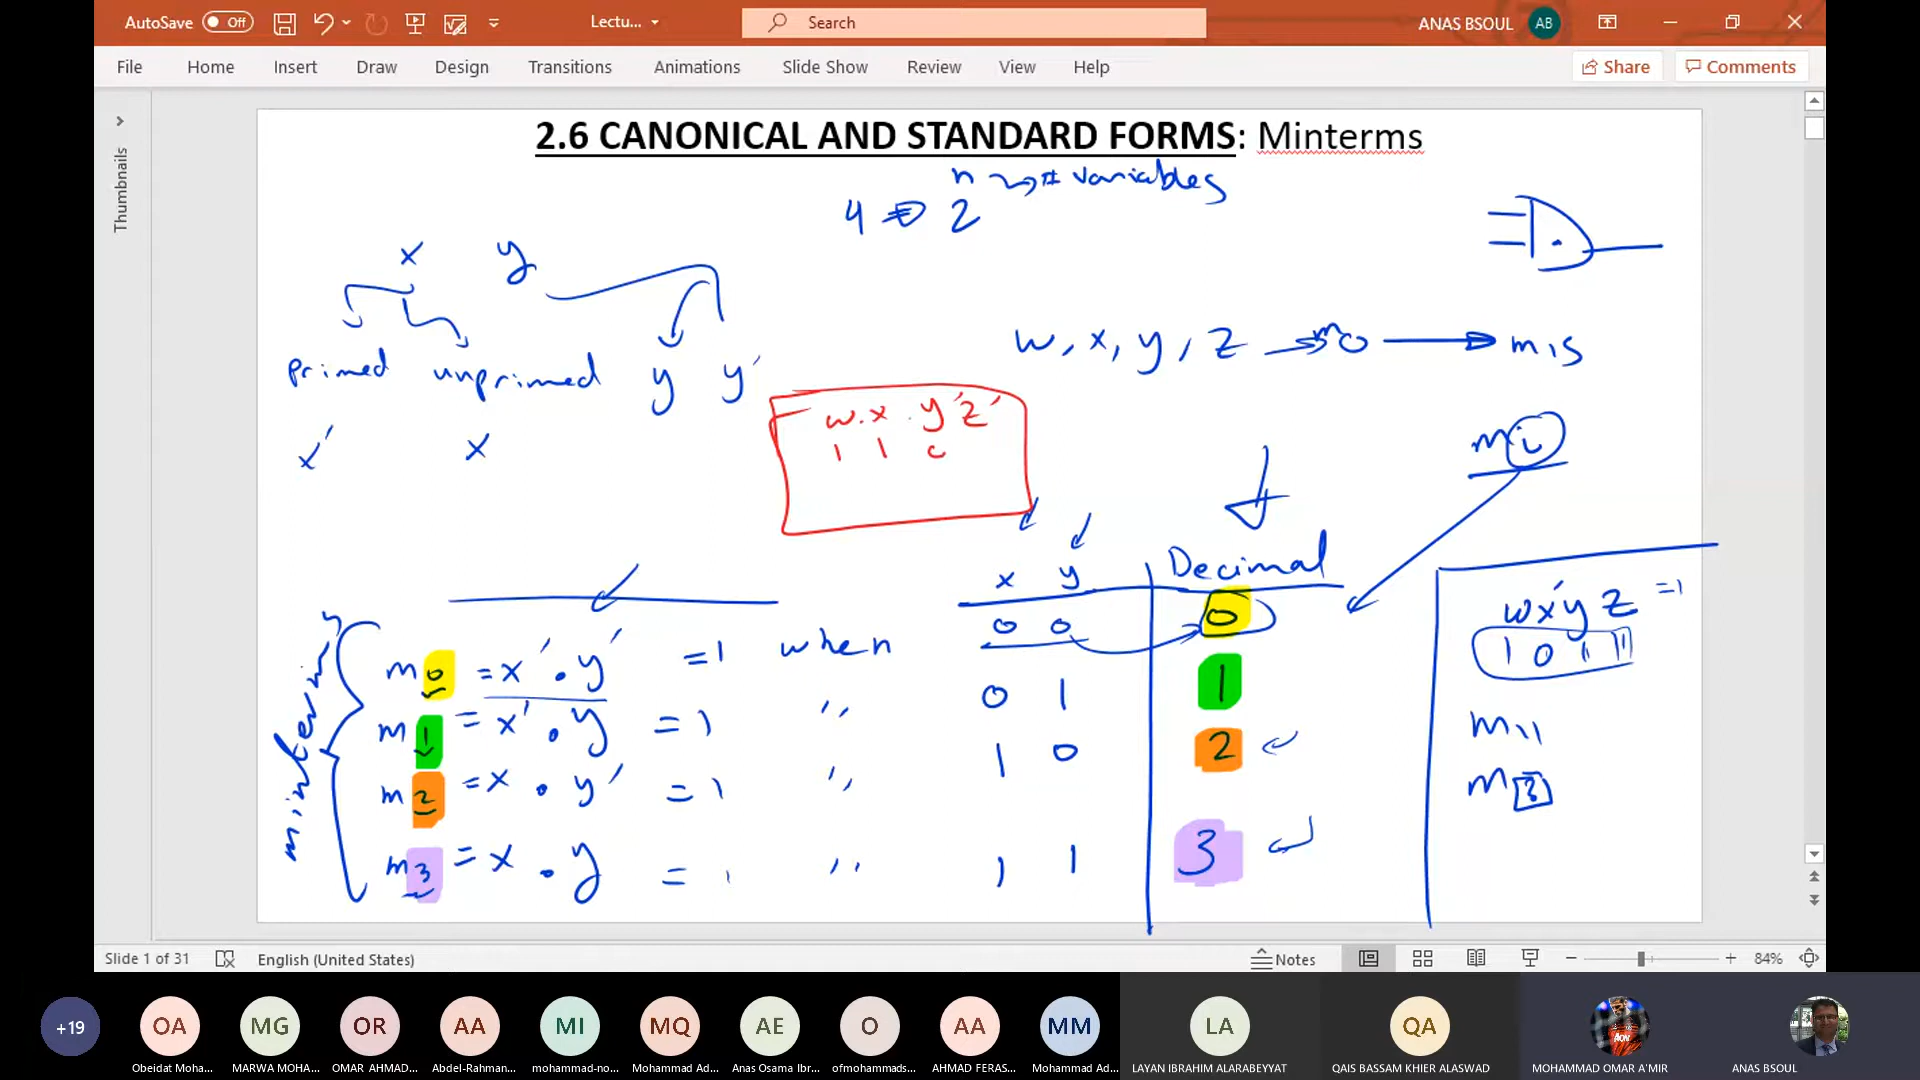 AutoSave Off Lectu... Search ANAS BSOUL AB
File Home Insert Draw Design Transitions Animations Slide Show Review View Help Share Comments
Thumbnails
2.6 CANONICAL AND STANDARD FORMS: Minterms
n → # variables
4 ⇒ 2
x y
primed unprimed y y'
x' x
w, x, y, z → m0 → m15
w.x.y'z'
1 1 0
mi
x y Decimal
0 0 0
0 1 1
1 0 2
1 1 3
minterms
m0 = x'.y' = 1 when
m1 = x'.y = 1 "
m2 = x.y' = 1 "
m3 = x.y = 1 "
wx'yz = 1
1 0 1 1
m11
m
Slide 1 of 31 English (United States) Notes 84%
+19 OA MG OR AA MI MQ AE O AA MM LA QA
Obeidat Moha... MARWA MOHA... OMAR AHMAD... Abdel-Rahman... mohammad-no... Mohammad Ad... Anas Osama Ibr... ofmohammads... AHMAD FERAS... Mohammad Ad... LAYAN IBRAHIM ALARABEYYAT QAIS BASSAM KHIER ALASWAD MOHAMMAD OMAR A'MIR ANAS BSOUL